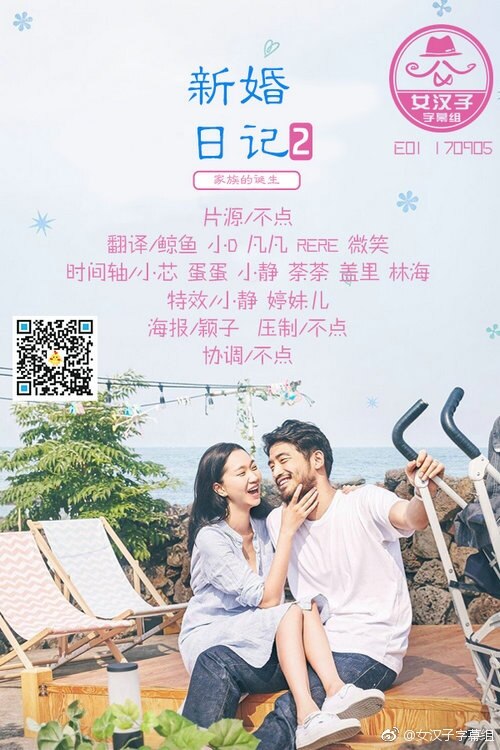 新婚
日记2
家族的诞生
女汉子
字幕组
E01 170905
片源/不点
翻译/鲸鱼 小D 凡凡 RERE 微笑
时间轴/小芯 蛋蛋 小静 荼荼 盖里 林海
特效/小静 婷妹儿
海报/颖子 压制/不点
协调/不点
@女汉子字幕组